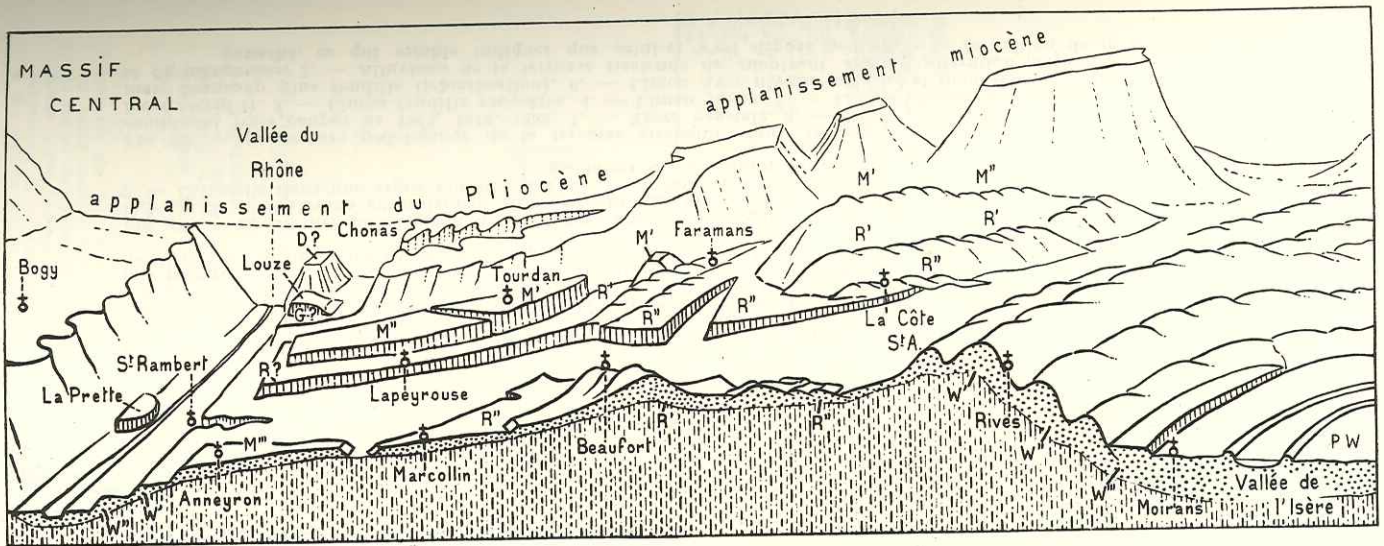 MASSIF
CENTRAL
Vallée du
Rhône
applanissement du Pliocène
applanissement miocène
Chonas
D?
Bogy
Louze
G"?
Tourdan
M'
M'
Faramans
M'
M"
R'
R'
R"
M"
R'
R"
R"
La Côte
St A.
St Rambert
La Prette
R?
Lapeyrouse
R"
M'''
Anneyron
Marcollin
Beaufort
R
R"
W
Rives
W"
W'''
W'''
W
Moirans
PW
Vallée de
l'Isère